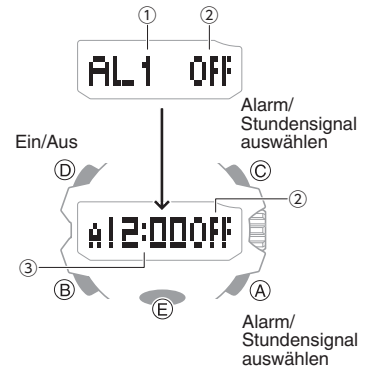 ① ②
AL1 OFF
Alarm/
Stundensignal
auswählen
Ein/Aus
Ⓓ Ⓒ
②
A12:00OFF
③
Ⓑ Ⓔ Ⓐ
Alarm/
Stundensignal
auswählen